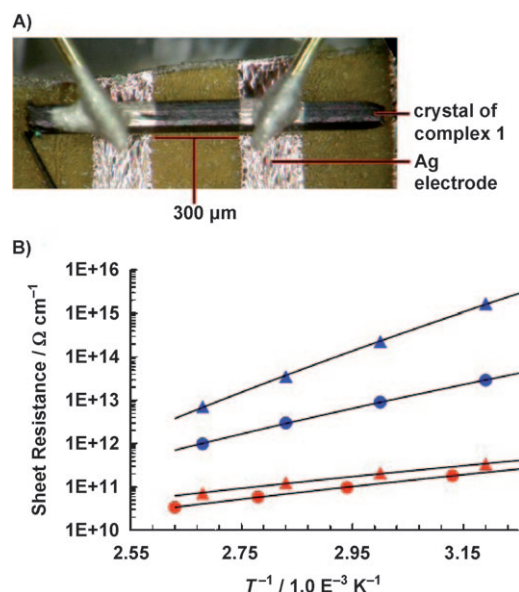 A)
crystal of
complex 1
Ag
electrode
300 µm
B)
1E+16
1E+15
1E+14
1E+13
1E+12
1E+11
1E+10
Sheet Resistance / Ω cm⁻¹
2.55 2.75 2.95 3.15
T⁻¹ / 1.0 E⁻³ K⁻¹